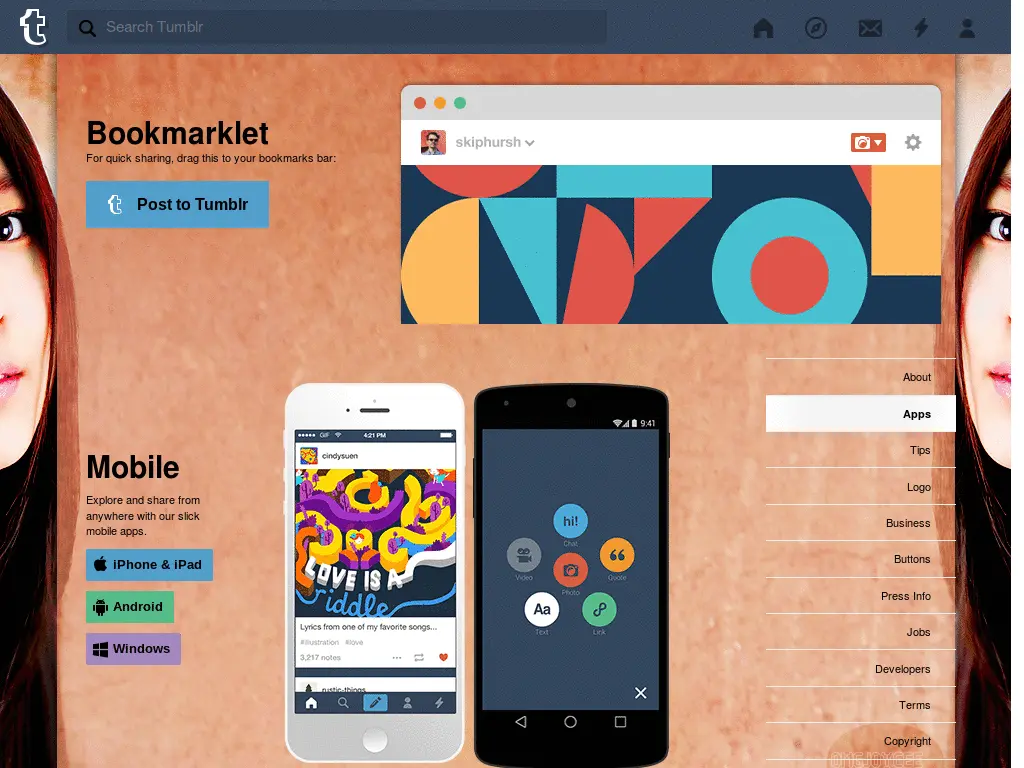 Search Tumblr
Bookmarklet
For quick sharing, drag this to your bookmarks bar:
Post to Tumblr
skiphursh
Mobile
Explore and share from
anywhere with our slick
mobile apps.
iPhone & iPad
Android
Windows
GIF
4:21 PM
cindysuen
LOVE IS A
riddle
Lyrics from one of my favorite songs...
#illustration #love
3,217 notes
rustic-things
9:41
hi!
Chat
Video
Photo
Quote
Aa
Text
Link
About
Apps
Tips
Logo
Business
Buttons
Press Info
Jobs
Developers
Terms
Copyright